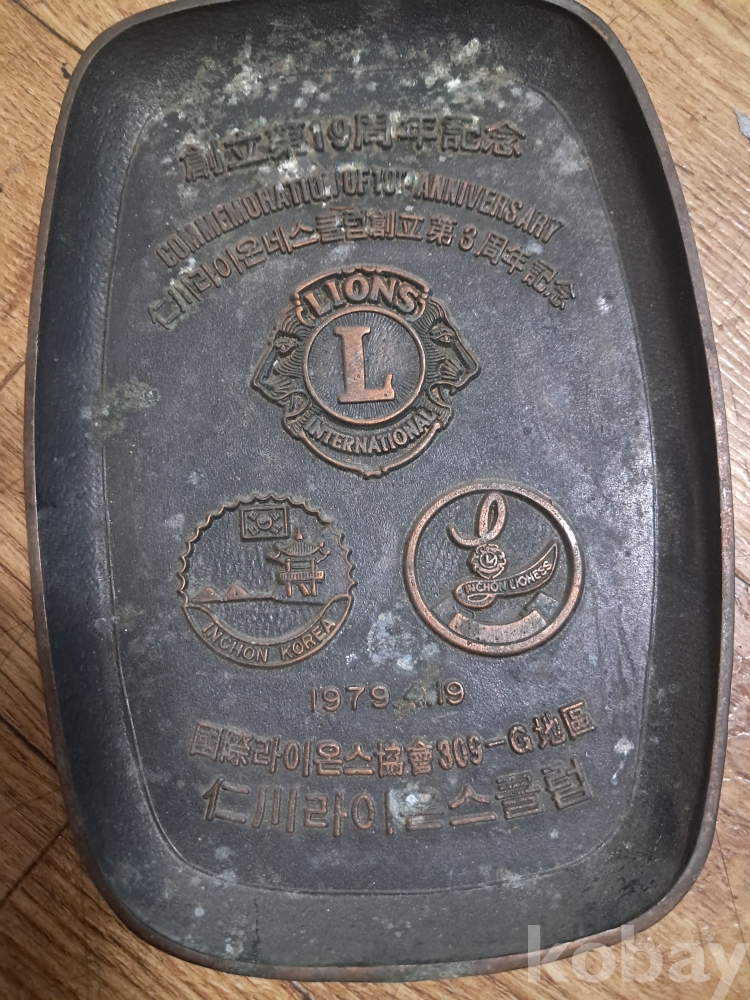 創立第19周年記念
COMMEMORATION OF 19th ANNIVERSARY
仁川라이온네스클럽創立第3周年記念
LIONS
L
INTERNATIONAL
INCHON KOREA
L
INCHON LIONESS
1979.4.19
國際라이온스協會309-G地區
仁川라이온스클럽
kobay